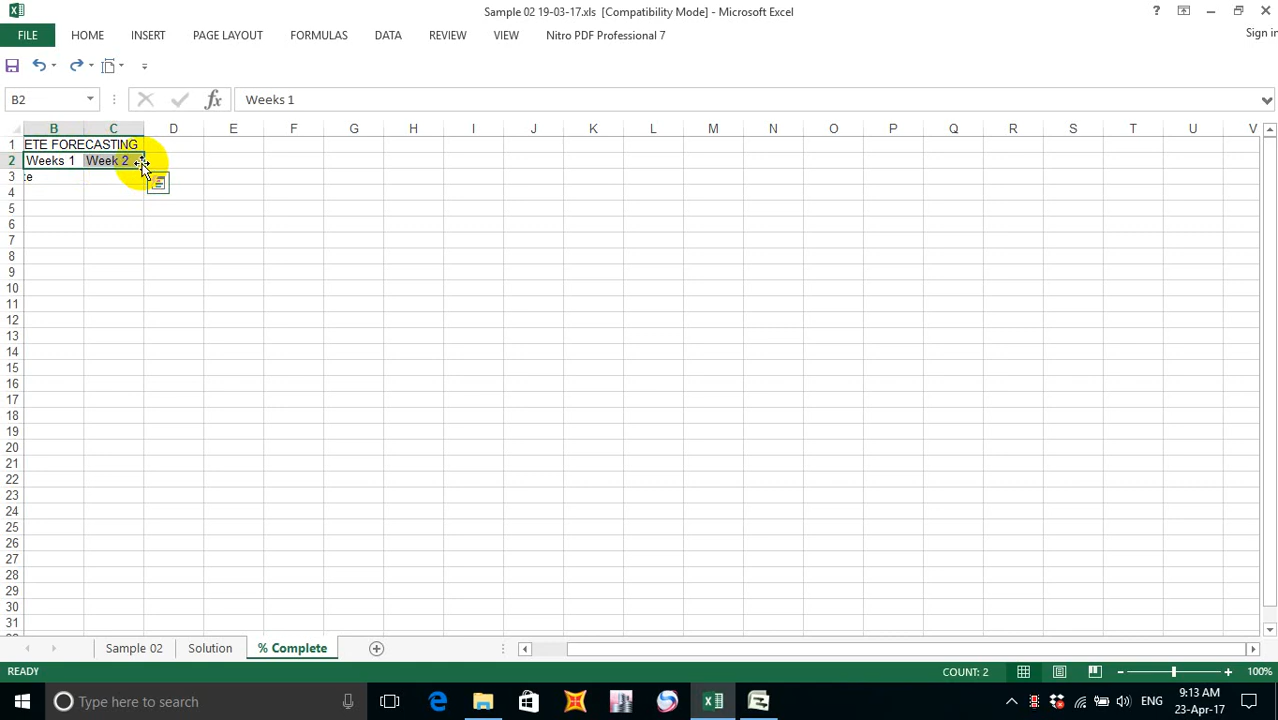 Sample 02 19-03-17.xls [Compatibility Mode] - Microsoft Excel
?
FILE HOME INSERT PAGE LAYOUT FORMULAS DATA REVIEW VIEW Nitro PDF Professional 7
B2 fx Weeks 1
B C D E F G H I J K L M N O P Q R S T U V
1 ETE FORECASTING
2 Weeks 1 Week 2
3 te
4
5
6
7
8
9
10
11
12
13
14
15
16
17
18
19
20
21
22
23
24
25
26
27
28
29
30
31
Sample 02 Solution % Complete
READY COUNT: 2 100%
Type here to search ENG 9:13 AM
23-Apr-17